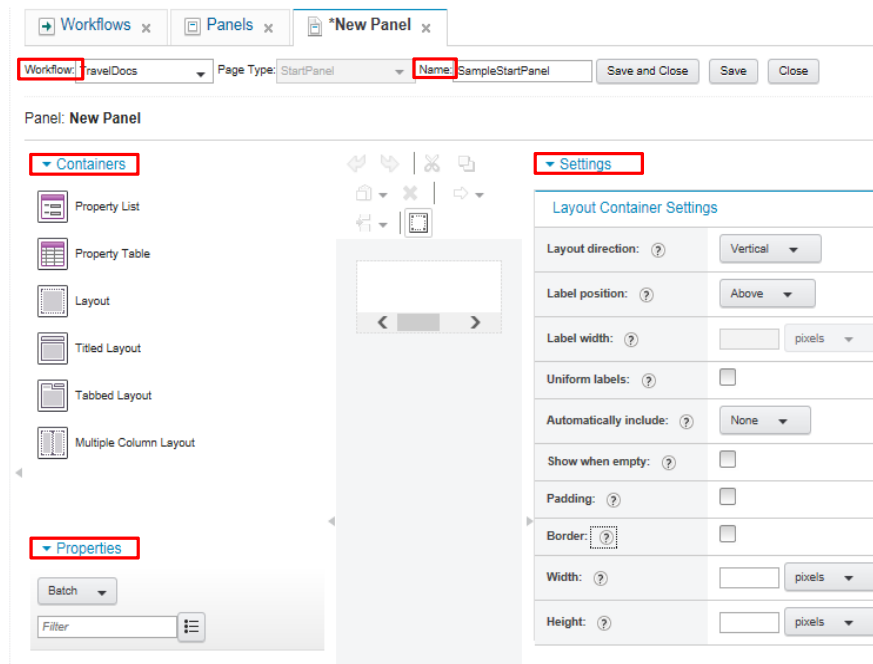 Workflows x Panels x *New Panel x
Workflow: TravelDocs Page Type: StartPanel Name: SampleStartPanel Save and Close Save Close
Panel: New Panel
Containers
Property List
Property Table
Layout
Titled Layout
Tabbed Layout
Multiple Column Layout
Properties
Batch
Filter
Settings
Layout Container Settings
Layout direction: ? Vertical
Label position: ? Above
Label width: ? pixels
Uniform labels: ?
Automatically include: ? None
Show when empty: ?
Padding: ?
Border: ?
Width: ? pixels
Height: ? pixels